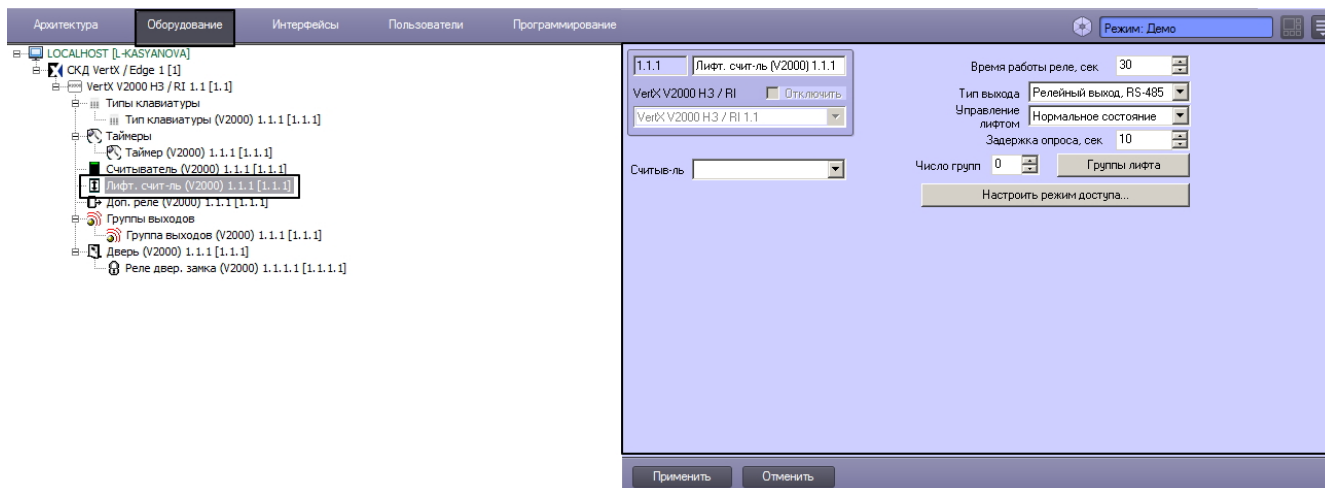 Архитектура Оборудование Интерфейсы Пользователи Программирование Режим: Демо
LOCALHOST [L-KASYANOVA]
СКД VertX / Edge 1 [1]
VertX V2000 НЗ / RI 1.1 [1.1]
Типы клавиатуры
Тип клавиатуры (V2000) 1.1.1 [1.1.1]
Таймеры
Таймер (V2000) 1.1.1 [1.1.1]
Считыватель (V2000) 1.1.1 [1.1.1]
Лифт. счит-ль (V2000) 1.1.1 [1.1.1]
Доп. реле (V2000) 1.1.1 [1.1.1]
Группы выходов
Группа выходов (V2000) 1.1.1 [1.1.1]
Дверь (V2000) 1.1.1 [1.1.1]
Реле двер. замка (V2000) 1.1.1.1 [1.1.1.1]
1.1.1 Лифт. счит-ль (V2000) 1.1.1
VertX V2000 НЗ / RI Отключить
VertX V2000 НЗ / RI 1.1
Считыв-ль
Время работы реле, сек 30
Тип выхода Релейный выход, RS-485
Управление лифтом Нормальное состояние
Задержка опроса, сек 10
Число групп 0 Группы лифта
Настроить режим доступа...
Применить Отменить